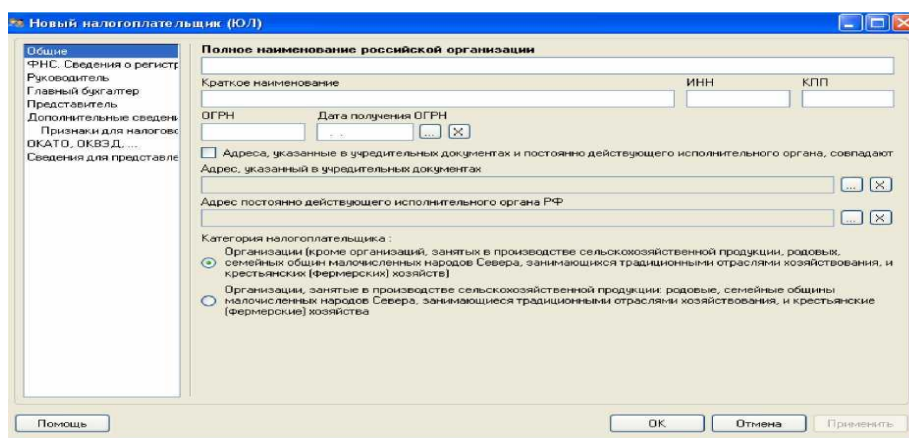 Новый налогоплательщик (ЮЛ)
Общие
ФНС. Сведения о регистр
Руководитель
Главный бухгалтер
Представитель
Дополнительные сведени
Признаки для налогово
ОКАТО, ОКВЭД, ...
Сведения для представле
Полное наименование российской организации
Краткое наименование ИНН КПП
ОГРН Дата получения ОГРН
. . ...
Адреса, указанные в учредительных документах и постоянно действующего исполнительного органа, совпадают
Адрес, указанный в учредительных документах
...
Адрес постоянно действующего исполнительного органа РФ
...
Категория налогоплательщика :
Организации (кроме организаций, занятых в производстве сельскохозяйственной продукции, родовых,
семейных общин малочисленных народов Севера, занимающихся традиционными отраслями хозяйствования, и
крестьянских (фермерских) хозяйств)
Организации, занятые в производстве сельскохозяйственной продукции: родовые, семейные общины
малочисленных народов Севера, занимающиеся традиционными отраслями хозяйствования, и крестьянские
(фермерские) хозяйства
Помощь ОК Отмена Применить